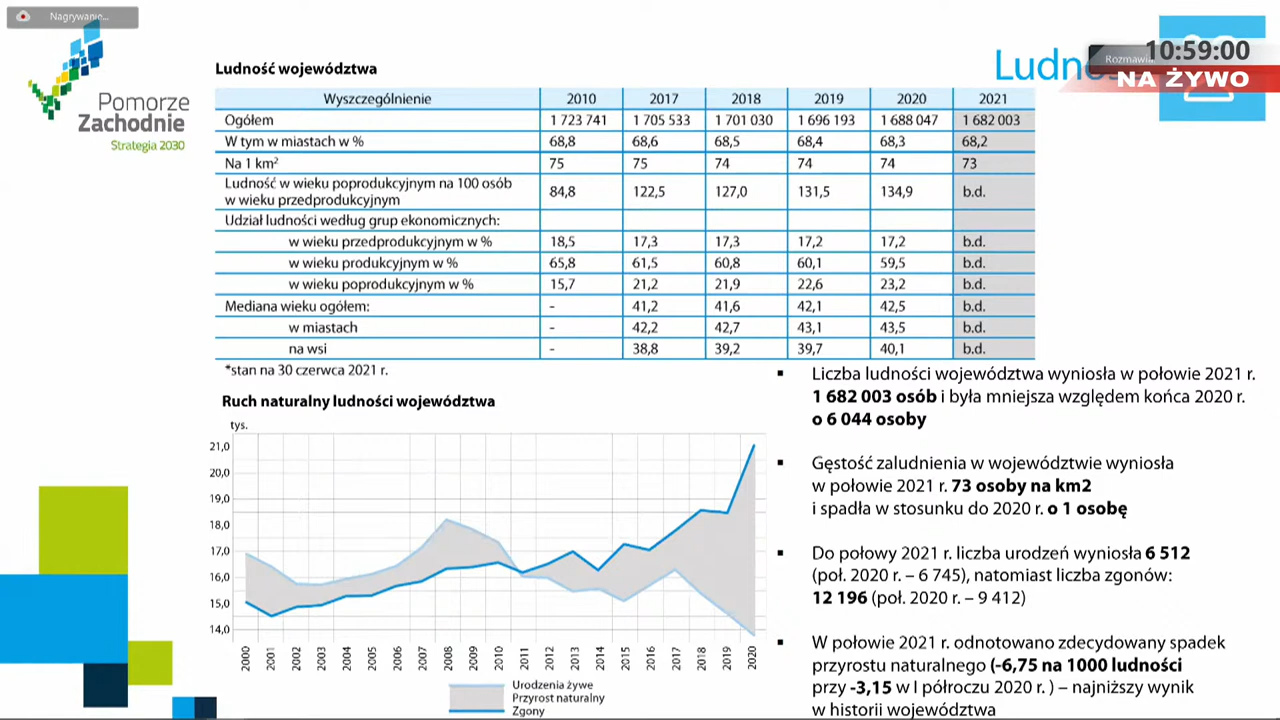 Nagrywanie...
Pomorze
Zachodnie
Strategia 2030
Ludność województwa
10:59:00
NA ŻYWO
Wyszczególnienie 2010 2017 2018 2019 2020 2021
Ogółem 1 723 741 1 705 533 1 701 030 1 696 193 1 688 047 1 682 003
W tym w miastach w % 68,8 68,6 68,5 68,4 68,3 68,2
Na 1 km² 75 75 74 74 74 73
Ludność w wieku poprodukcyjnym na 100 osób
w wieku przedprodukcyjnym 84,8 122,5 127,0 131,5 134,9 b.d.
Udział ludności według grup ekonomicznych:
w wieku przedprodukcyjnym w % 18,5 17,3 17,3 17,2 17,2 b.d.
w wieku produkcyjnym w % 65,8 61,5 60,8 60,1 59,5 b.d.
w wieku poprodukcyjnym w % 15,7 21,2 21,9 22,6 23,2 b.d.
Mediana wieku ogółem: - 41,2 41,6 42,1 42,5 b.d.
w miastach - 42,2 42,7 43,1 43,5 b.d.
na wsi - 38,8 39,2 39,7 40,1 b.d.
*stan na 30 czerwca 2021 r.
Ruch naturalny ludności województwa
tys.
21,0
20,0
19,0
18,0
17,0
16,0
15,0
14,0
2000 2001 2002 2003 2004 2005 2006 2007 2008 2009 2010 2011 2012 2013 2014 2015 2016 2017 2018 2019 2020
Urodzenia żywe
Przyrost naturalny
Zgony
▪ Liczba ludności województwa wyniosła w połowie 2021 r.
1 682 003 osób i była mniejsza względem końca 2020 r.
o 6 044 osoby
▪ Gęstość zaludnienia w województwie wyniosła
w połowie 2021 r. 73 osoby na km2
i spadła w stosunku do 2020 r. o 1 osobę
▪ Do połowy 2021 r. liczba urodzeń wyniosła 6 512
(poł. 2020 r. – 6 745), natomiast liczba zgonów:
12 196 (poł. 2020 r. – 9 412)
▪ W połowie 2021 r. odnotowano zdecydowany spadek
przyrostu naturalnego (-6,75 na 1000 ludności
przy -3,15 w I półroczu 2020 r. ) – najniższy wynik
w historii województwa